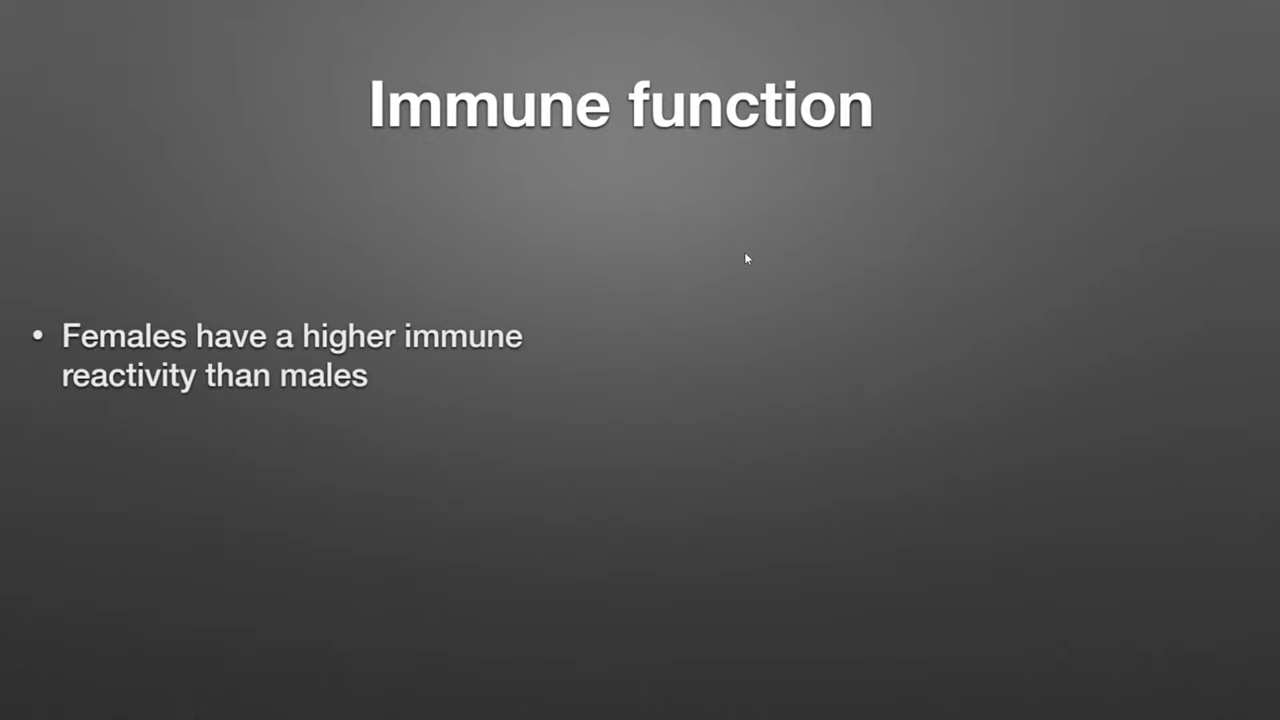 Immune function
• Females have a higher immune
reactivity than males